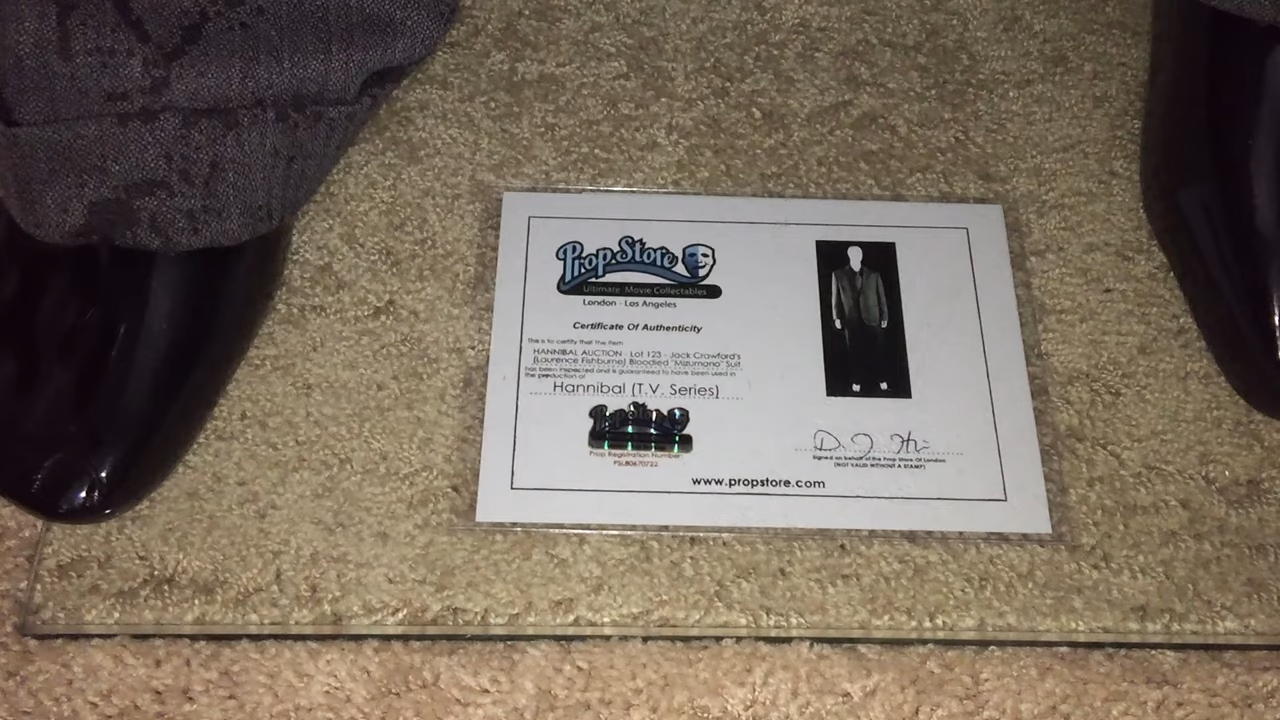 Prop Store
Ultimate Movie Collectables
London - Los Angeles
Certificate Of Authenticity
This is to certify that the item
HANNIBAL AUCTION - Lot 123 - Jack Crawford's
(Laurence Fishburne) Bloodied "Mizumono" Suit
has been inspected and is guaranteed to have been used in
the production of
Hannibal (T.V. Series)
Prop Store
Prop Registration Number:
PSLB0670722
Signed on behalf of the Prop Store Of London
(NOT VALID WITHOUT A STAMP)
www.propstore.com